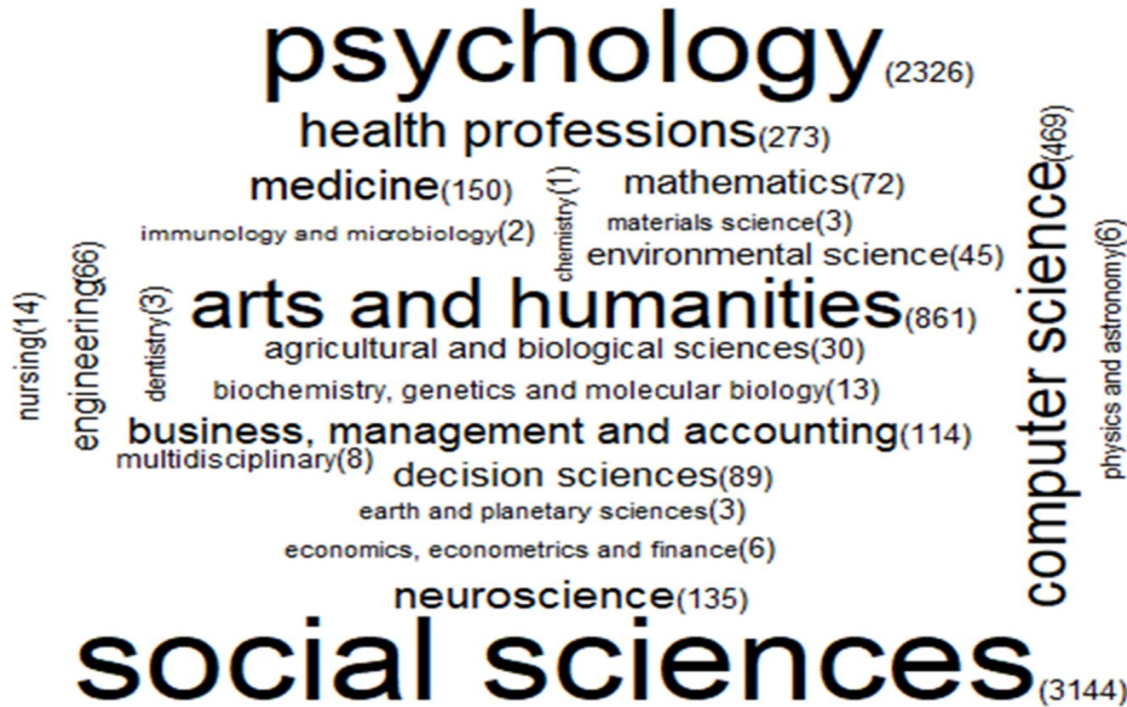 psychology(2326)
health professions(273)
medicine(150)
chemistry(1)
mathematics(72)
immunology and microbiology(2)
materials science(3)
environmental science(45)
computer science(469)
physics and astronomy(6)
nursing(14)
engineering(66)
dentistry(3)
arts and humanities(861)
agricultural and biological sciences(30)
biochemistry, genetics and molecular biology(13)
business, management and accounting(114)
multidisciplinary(8)
decision sciences(89)
earth and planetary sciences(3)
economics, econometrics and finance(6)
neuroscience(135)
social sciences(3144)